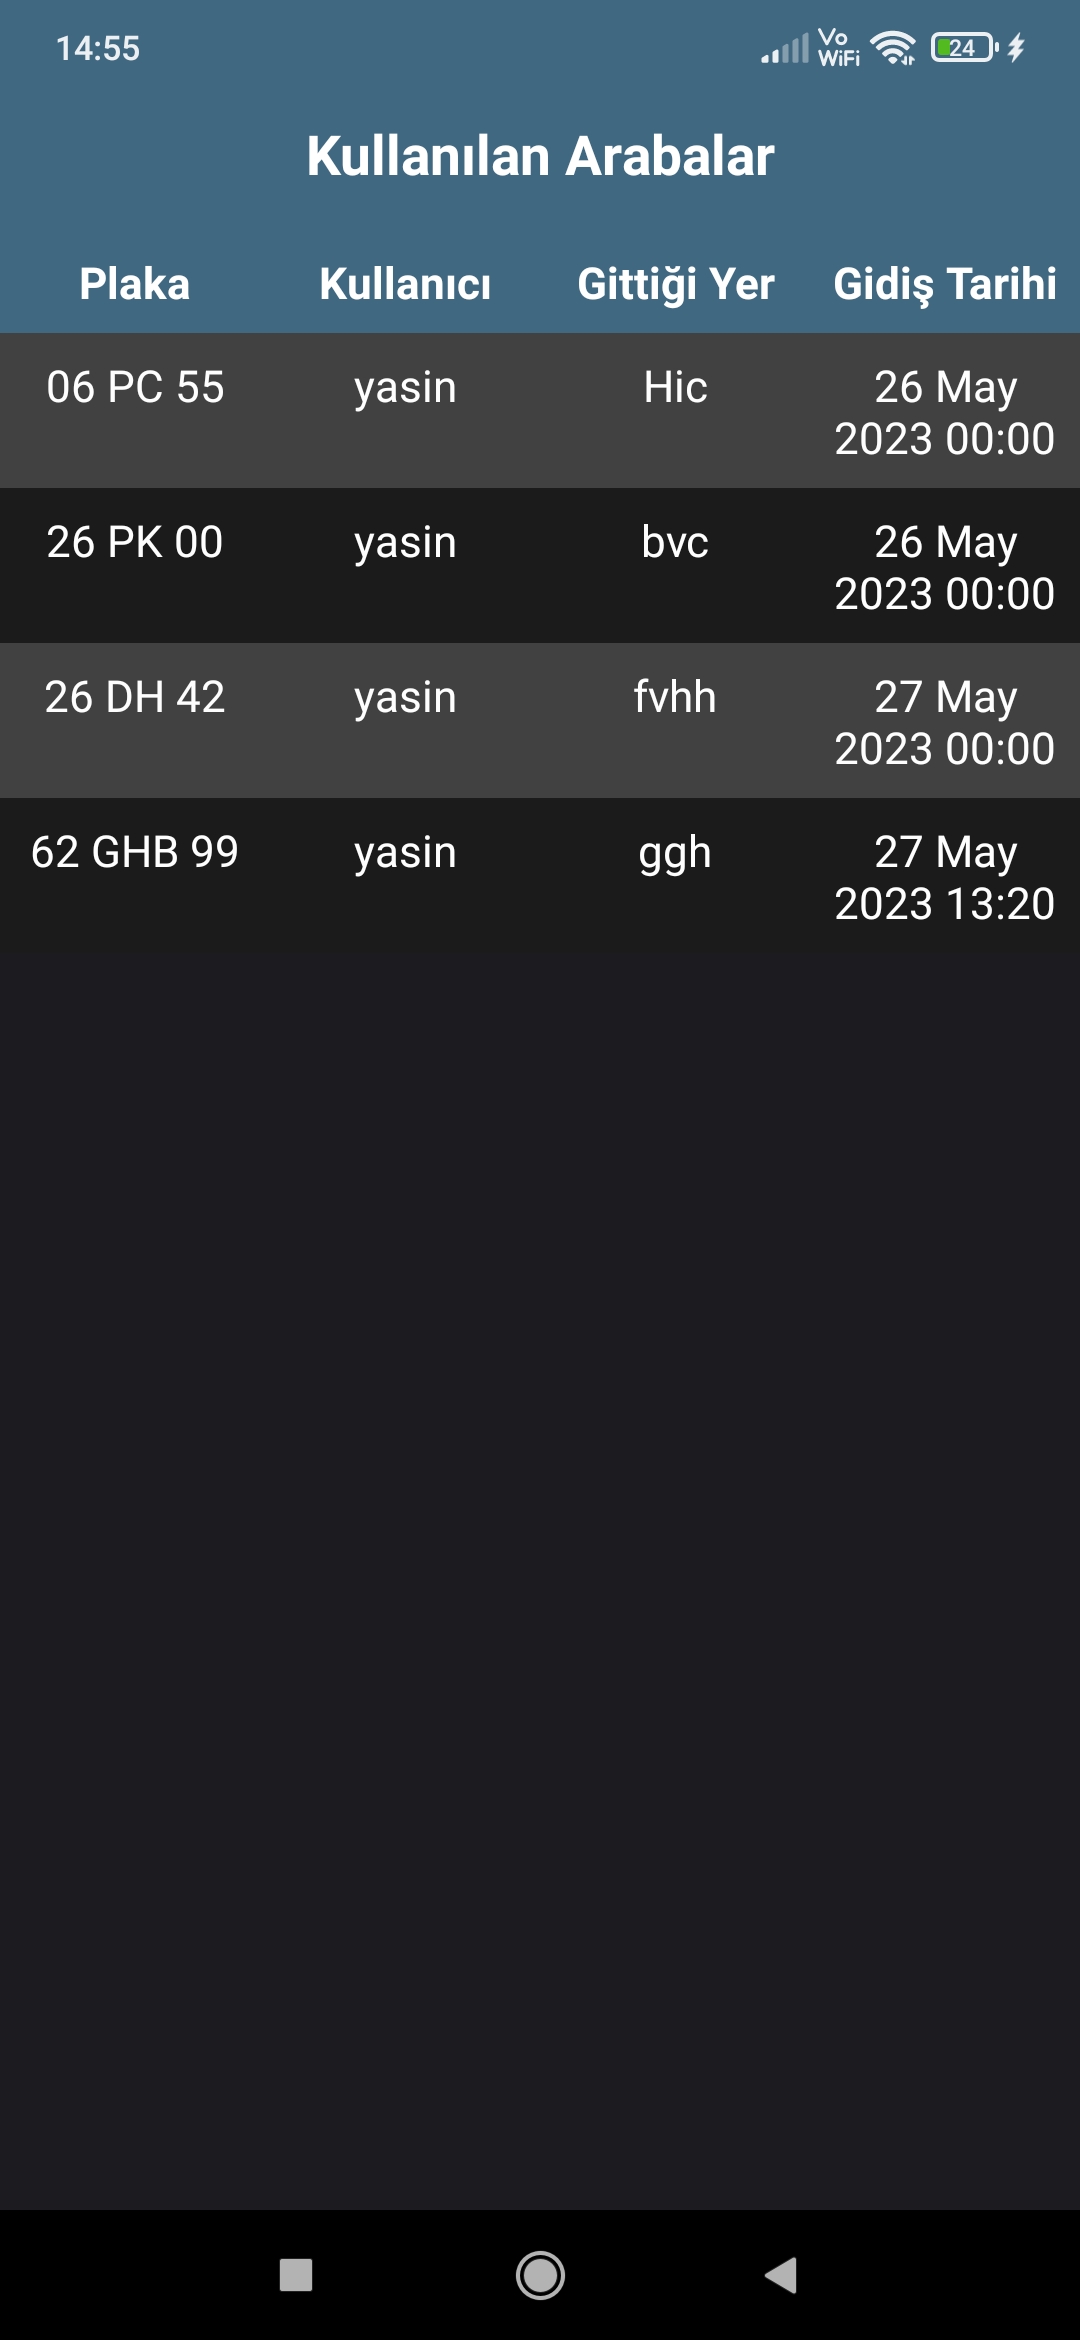 14:55 Vo WiFi 24
Kullanılan Arabalar
Plaka Kullanıcı Gittiği Yer Gidiş Tarihi
06 PC 55 yasin Hic 26 May
2023 00:00
26 PK 00 yasin bvc 26 May
2023 00:00
26 DH 42 yasin fvhh 27 May
2023 00:00
62 GHB 99 yasin ggh 27 May
2023 13:20